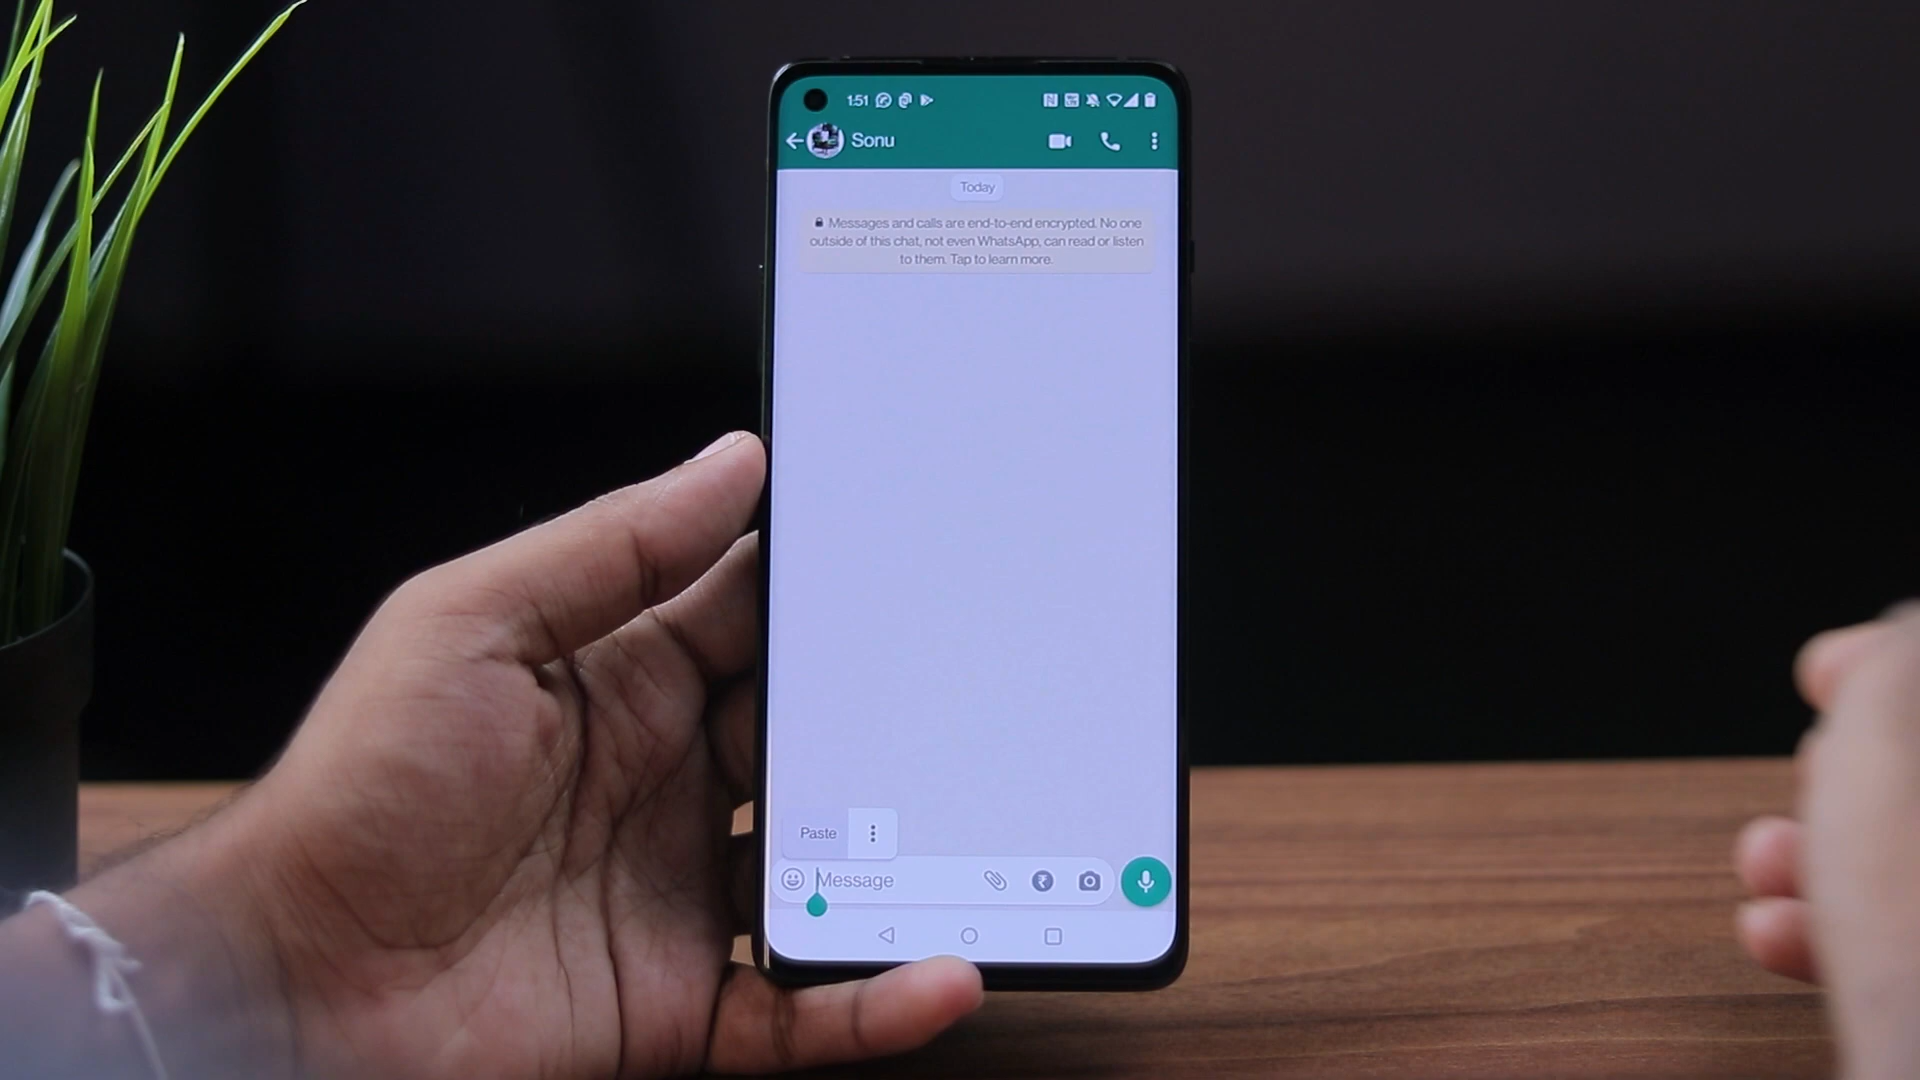 1:51
Sonu
Today
Messages and calls are end-to-end encrypted. No one
outside of this chat, not even WhatsApp, can read or listen
to them. Tap to learn more.
Paste
Message